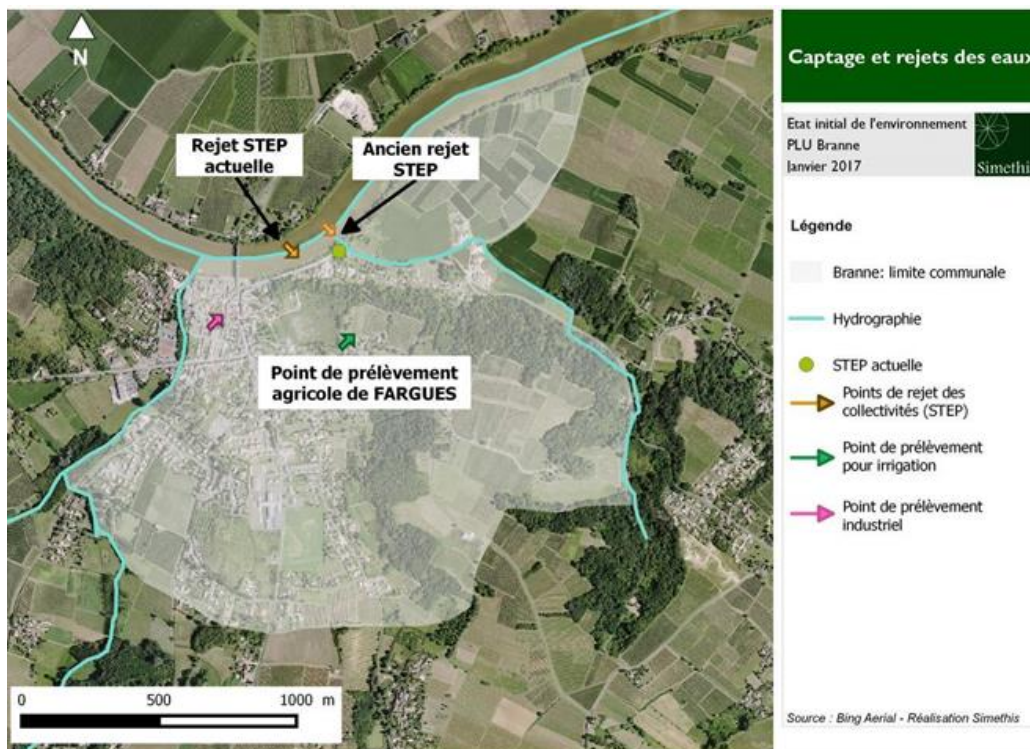 N
Rejet STEP
actuelle
Ancien rejet
STEP
Point de prélèvement
agricole de FARGUES
0 500 1000 m
Captage et rejets des eaux
Etat initial de l'environnement
PLU Branne
Janvier 2017
Simethis
Légende
Branne: limite communale
Hydrographie
STEP actuelle
Points de rejet des
collectivités (STEP)
Point de prélèvement
pour irrigation
Point de prélèvement
industriel
Source : Bing Aerial - Réalisation Simethis